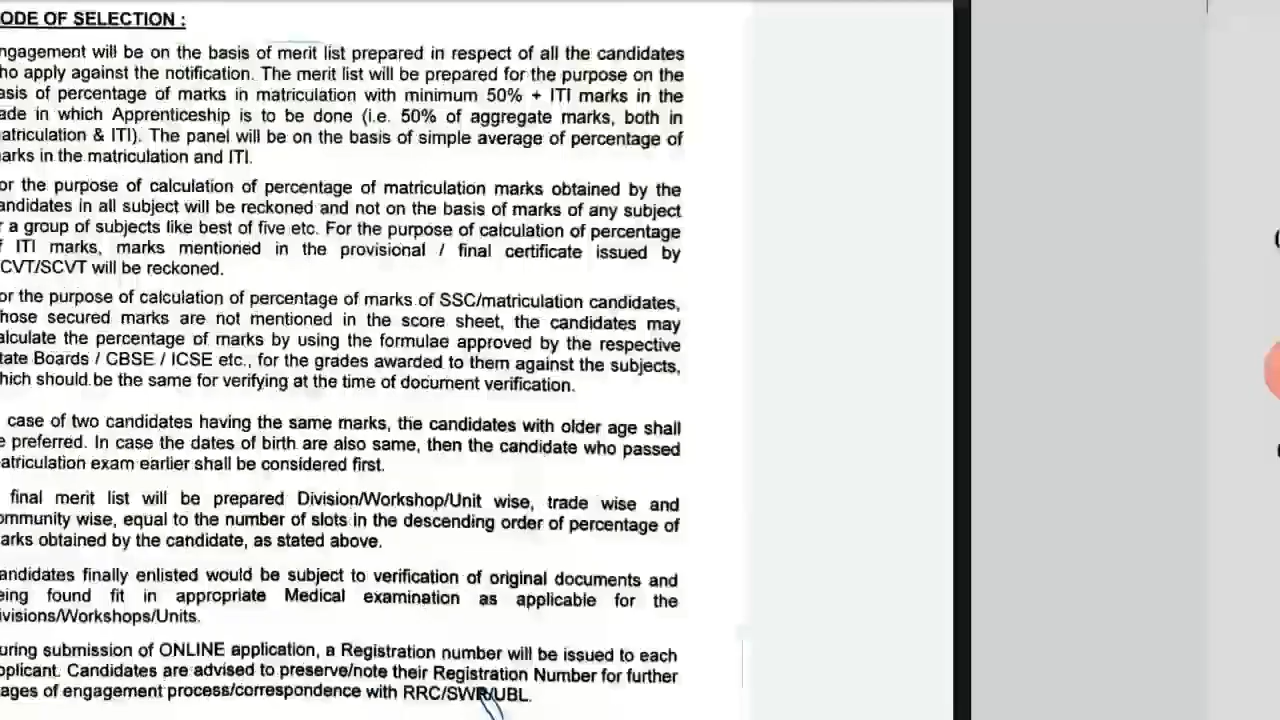 ODE OF SELECTION :
ngagement will be on the basis of merit list prepared in respect of all the candidates
ho apply against the notification. The merit list will be prepared for the purpose on the
asis of percentage of marks in matriculation with minimum 50% + ITI marks in the
ade in which Apprenticeship is to be done (i.e. 50% of aggregate marks, both in
atriculation & ITI). The panel will be on the basis of simple average of percentage of
arks in the matriculation and ITI.
or the purpose of calculation of percentage of matriculation marks obtained by the
andidates in all subject will be reckoned and not on the basis of marks of any subject
r a group of subjects like best of five etc. For the purpose of calculation of percentage
f ITI marks, marks mentioned in the provisional / final certificate issued by
CVT/SCVT will be reckoned.
or the purpose of calculation of percentage of marks of SSC/matriculation candidates,
hose secured marks are not mentioned in the score sheet, the candidates may
alculate the percentage of marks by using the formulae approved by the respective
tate Boards / CBSE / ICSE etc., for the grades awarded to them against the subjects,
hich should be the same for verifying at the time of document verification.
case of two candidates having the same marks, the candidates with older age shall
e preferred. In case the dates of birth are also same, then the candidate who passed
atriculation exam earlier shall be considered first.
final merit list will be prepared Division/Workshop/Unit wise, trade wise and
ommunity wise, equal to the number of slots in the descending order of percentage of
arks obtained by the candidate, as stated above.
andidates finally enlisted would be subject to verification of original documents and
eing found fit in appropriate Medical examination as applicable for the
ivisions/Workshops/Units.
uring submission of ONLINE application, a Registration number will be issued to each
pplicant. Candidates are advised to preserve/note their Registration Number for further
ages of engagement process/correspondence with RRC/SWR/UBL.